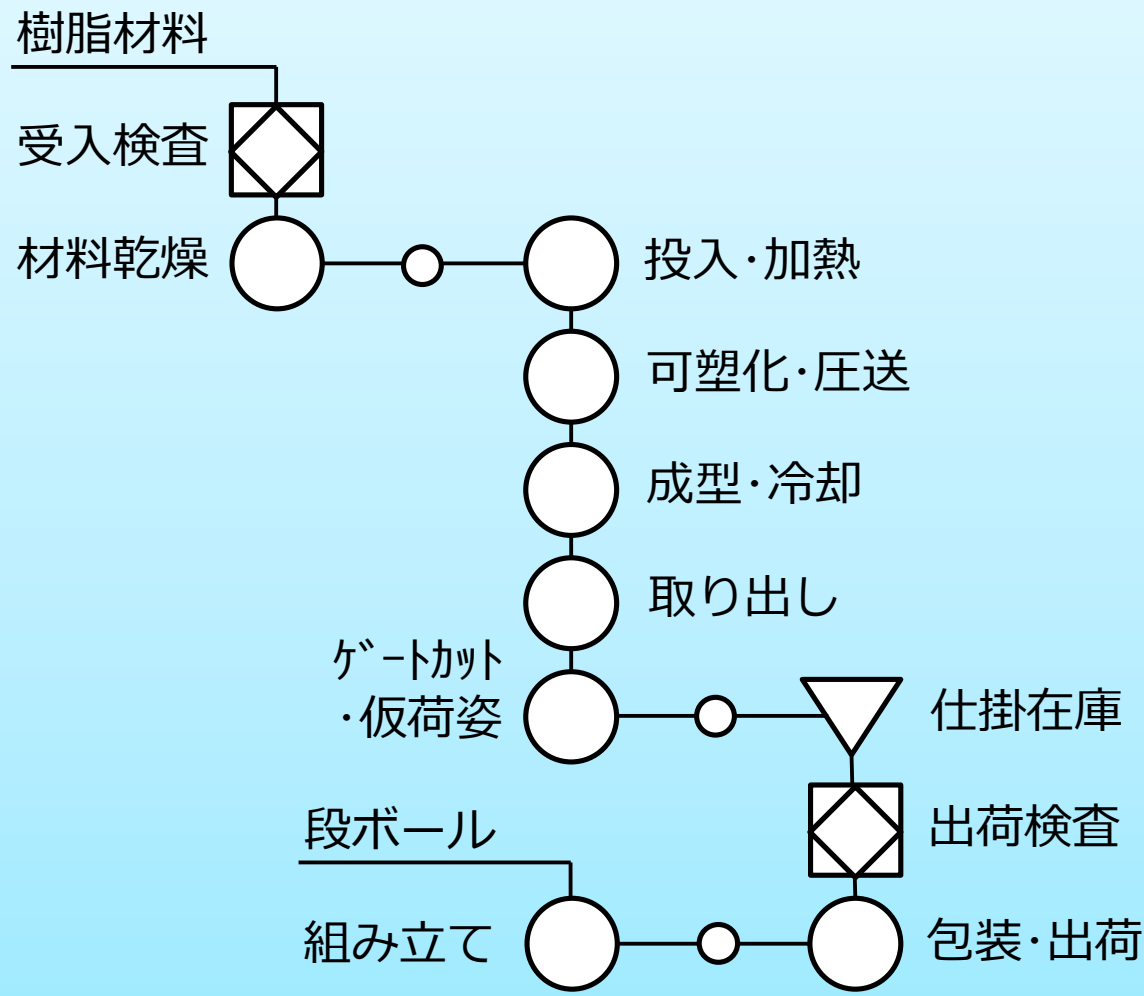 樹脂材料
受入検査
材料乾燥
投入･加熱
可塑化･圧送
成型･冷却
取り出し
ｹﾞｰﾄｶｯﾄ
･仮荷姿
仕掛在庫
出荷検査
段ボール
組み立て
包装･出荷